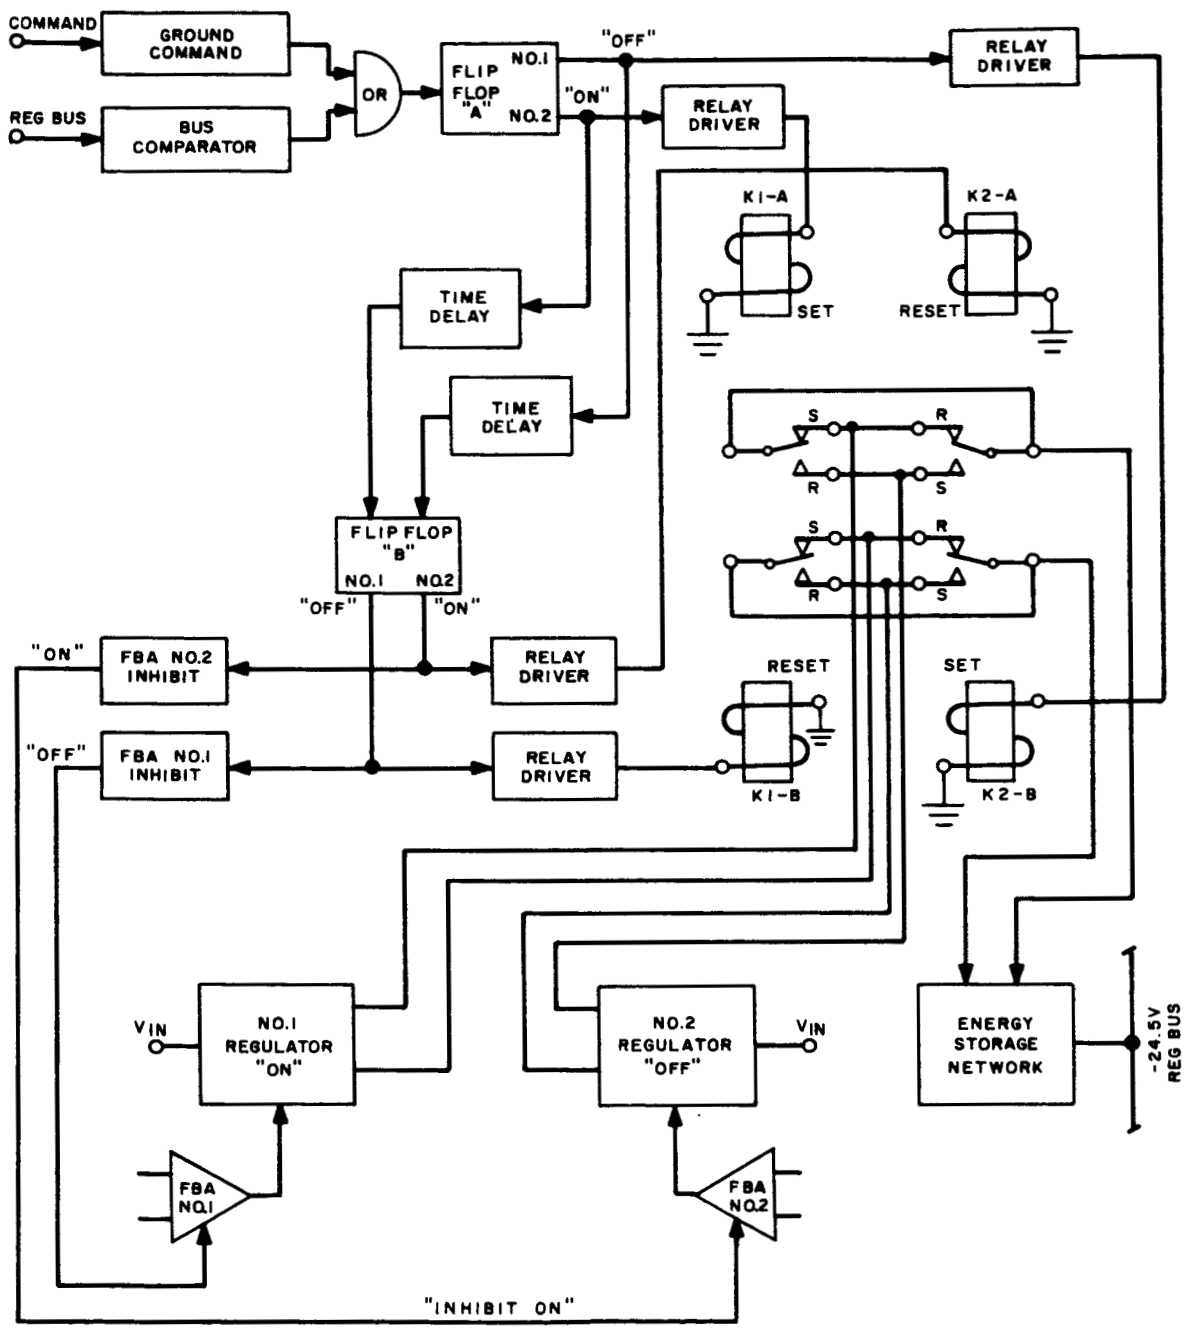 COMMAND
GROUND
COMMAND
REG BUS
BUS
COMPARATOR
OR
FLIP
FLOP
"A"
NO.1
NO.2
"OFF"
"ON"
RELAY
DRIVER
RELAY
DRIVER
K1-A
SET
K2-A
RESET
TIME
DELAY
TIME
DELAY
S
R
R
S
S
R
R
S
FLIP FLOP
"B"
NO.1
NO.2
"OFF"
"ON"
"ON"
FBA NO.2
INHIBIT
RELAY
DRIVER
"OFF"
FBA NO.1
INHIBIT
RELAY
DRIVER
RESET
K1-B
SET
K2-B
VIN
NO.1
REGULATOR
"ON"
NO.2
REGULATOR
"OFF"
VIN
ENERGY
STORAGE
NETWORK
-24.5V
REG BUS
FBA
NO.1
FBA
NO.2
"INHIBIT ON"